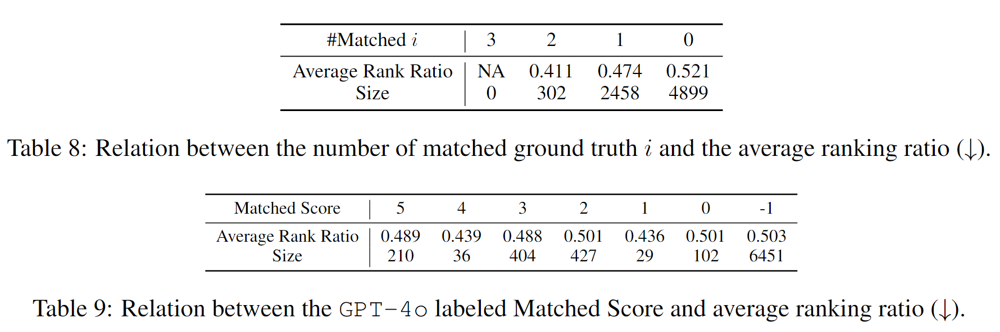 #Matched i 3 2 1 0
Average Rank Ratio NA 0.411 0.474 0.521
Size 0 302 2458 4899
Table 8: Relation between the number of matched ground truth i and the average ranking ratio (↓).
Matched Score 5 4 3 2 1 0 -1
Average Rank Ratio 0.489 0.439 0.488 0.501 0.436 0.501 0.503
Size 210 36 404 427 29 102 6451
Table 9: Relation between the GPT-4o labeled Matched Score and average ranking ratio (↓).